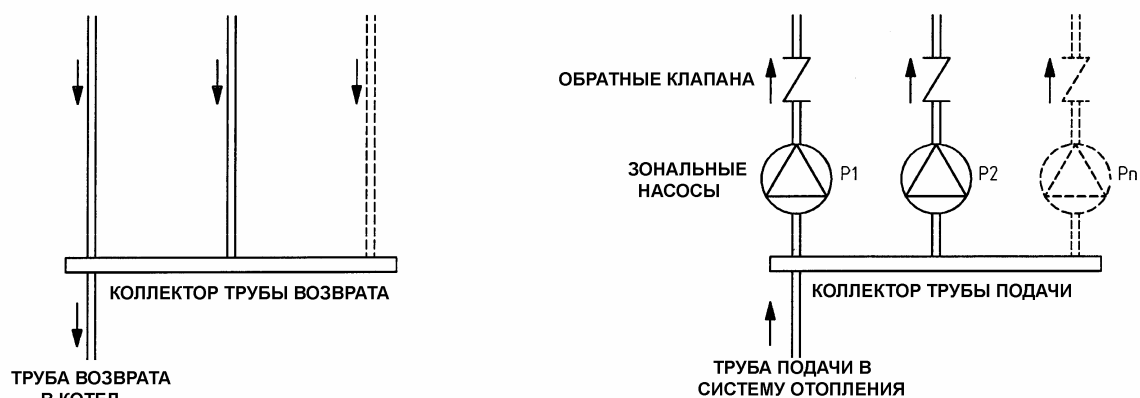 ОБРАТНЫЕ КЛАПАНА
ЗОНАЛЬНЫЕ
НАСОСЫ
P1
P2
Pn
КОЛЛЕКТОР ТРУБЫ ВОЗВРАТА
КОЛЛЕКТОР ТРУБЫ ПОДАЧИ
ТРУБА ВОЗВРАТА
В КОТЕЛ
ТРУБА ПОДАЧИ В
СИСТЕМУ ОТОПЛЕНИЯ